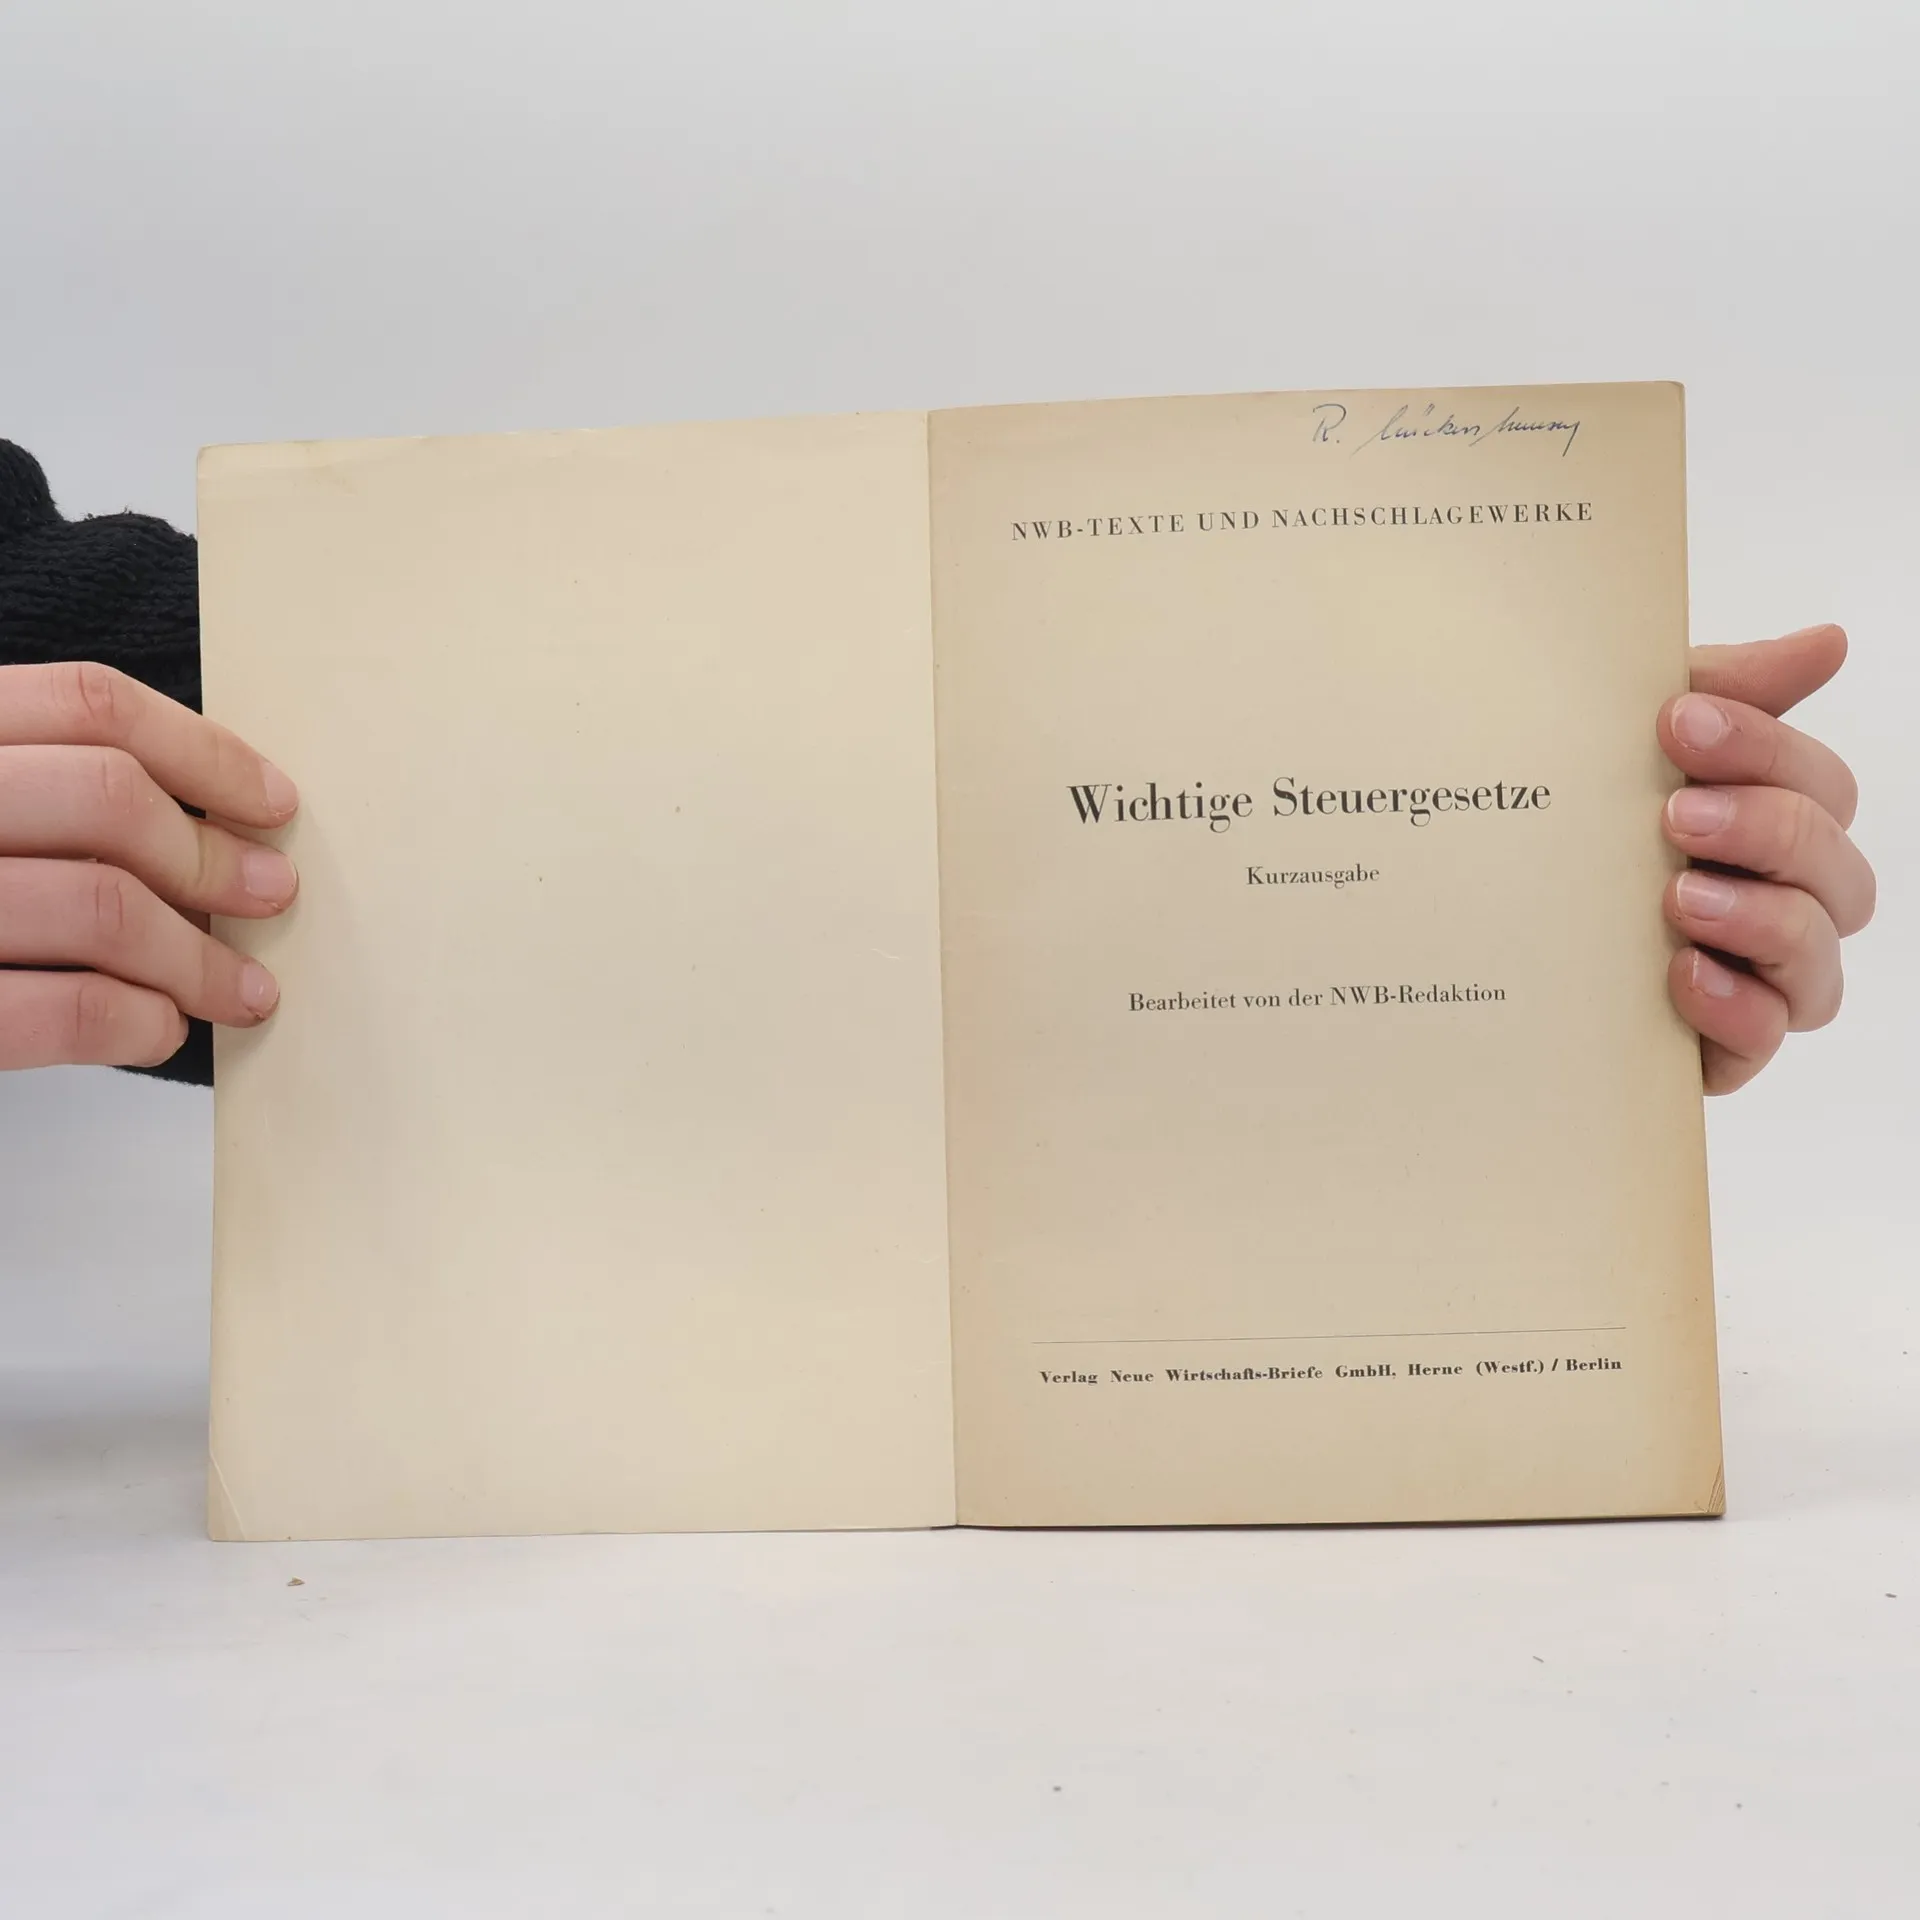 R.
NWB-TEXTE UND NACHSCHLAGEWERKE
Wichtige Steuergesetze
Kurzausgabe
Bearbeitet von der NWB-Redaktion
Verlag Neue Wirtschafts-Briefe GmbH, Herne (Westf.) / Berlin